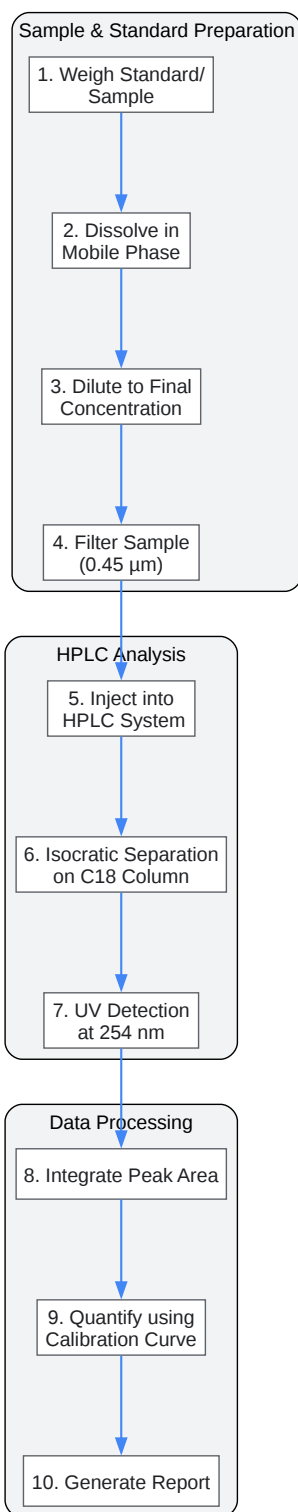 Sample & Standard Preparation
1. Weigh Standard/
Sample
2. Dissolve in
Mobile Phase
3. Dilute to Final
Concentration
4. Filter Sample
(0.45 µm)
HPLC Analysis
5. Inject into
HPLC System
6. Isocratic Separation
on C18 Column
7. UV Detection
at 254 nm
Data Processing
8. Integrate Peak Area
9. Quantify using
Calibration Curve
10. Generate Report